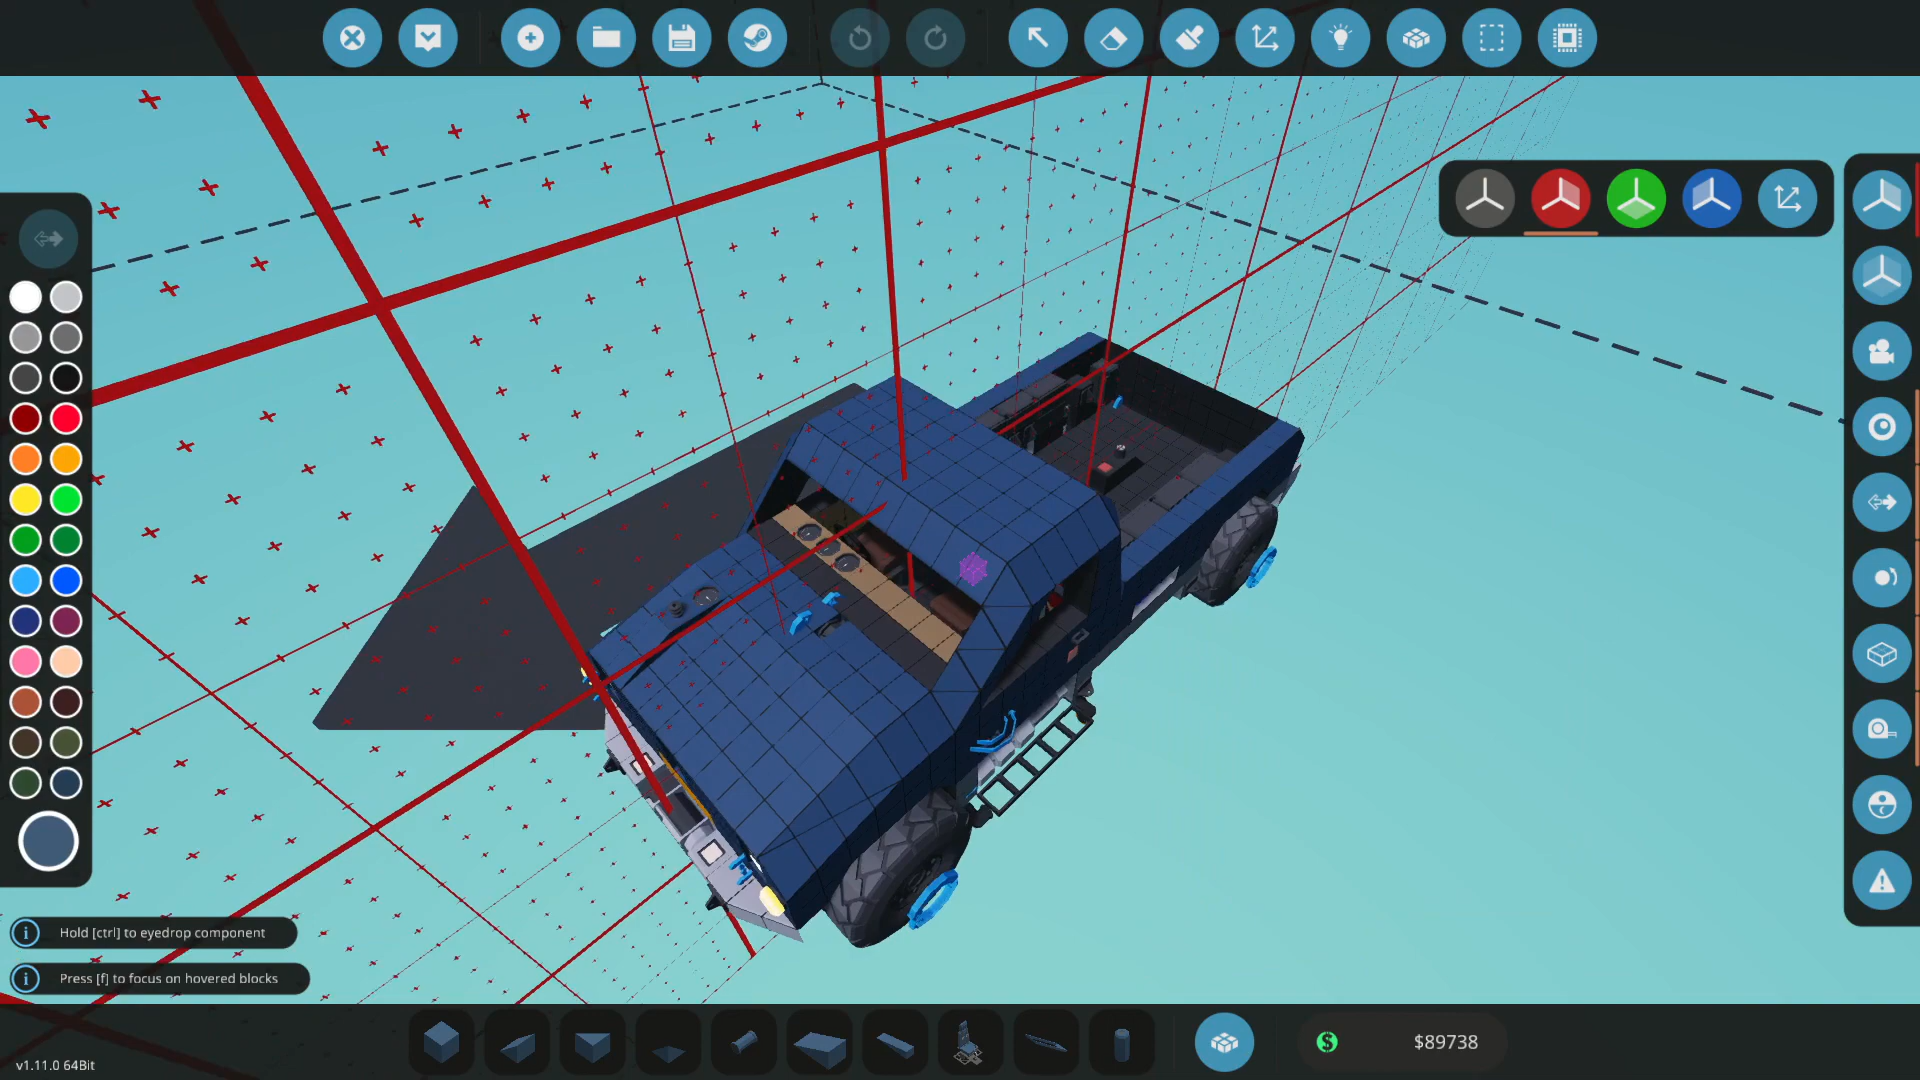 Hold [ctrl] to eyedrop component
Press [f] to focus on hovered blocks
$89738
v1.11.0 64Bit